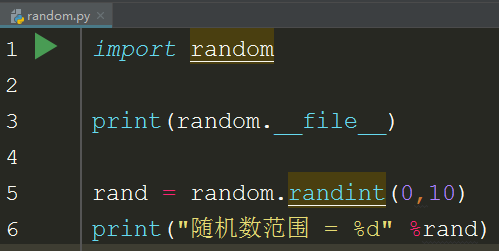 random.py ×
1 import random
2
3 print(random.__file__)
4
5 rand = random.randint(0,10)
6 print("随机数范围 = %d" %rand)